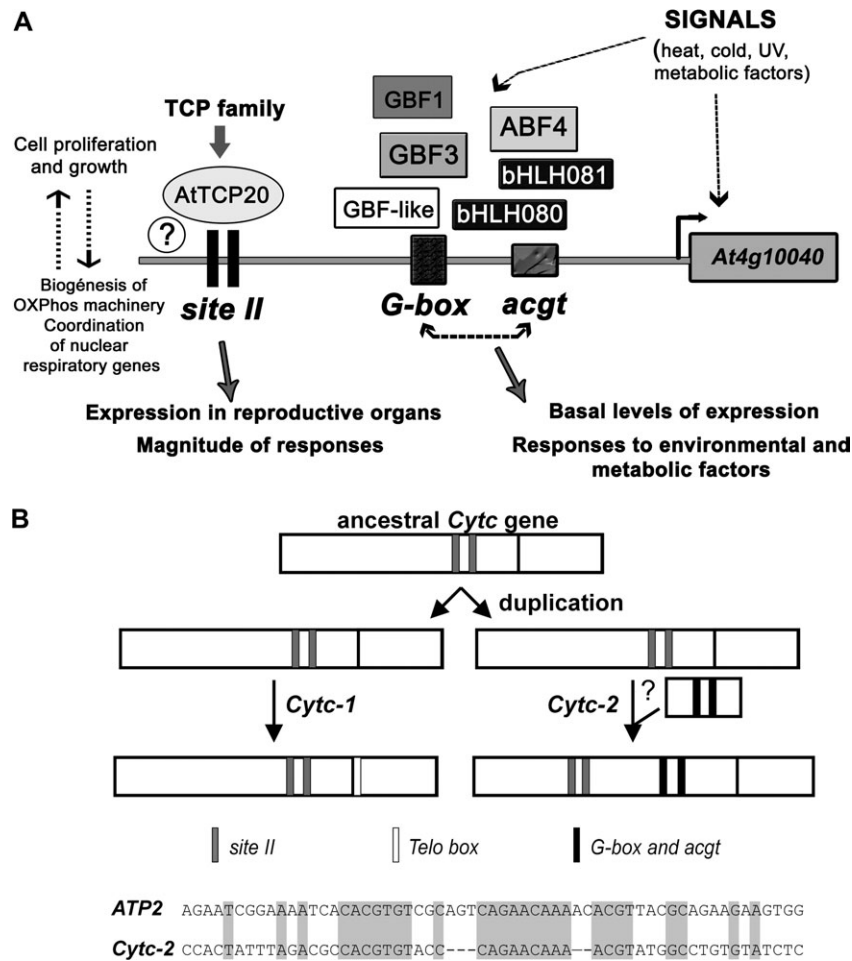 A
SIGNALS
(heat, cold, UV,
metabolic factors)
TCP family
Cell proliferation
and growth
AtTCP20
?
GBF1
GBF3
ABF4
bHLH081
GBF-like
bHLH080
At4g10040
Biogénesis of
OXPhos machinery
Coordination
of nuclear
respiratory genes
site II
G-box
acgt
Expression in reproductive organs
Magnitude of responses
Basal levels of expression
Responses to environmental and
metabolic factors
B
ancestral Cytc gene
duplication
Cytc-1
Cytc-2
?
site II
Telo box
G-box and acgt
ATP2 AGAATCGGAAAATCACACGTGTCGCAGTCAGAACAAAACACGTTACGCAGAAGAAGTGG
Cytc-2 CCACTATTTAGACGCCACGTGTACC---CAGAACAAA--ACGTATGGCCTGTGTATCTC